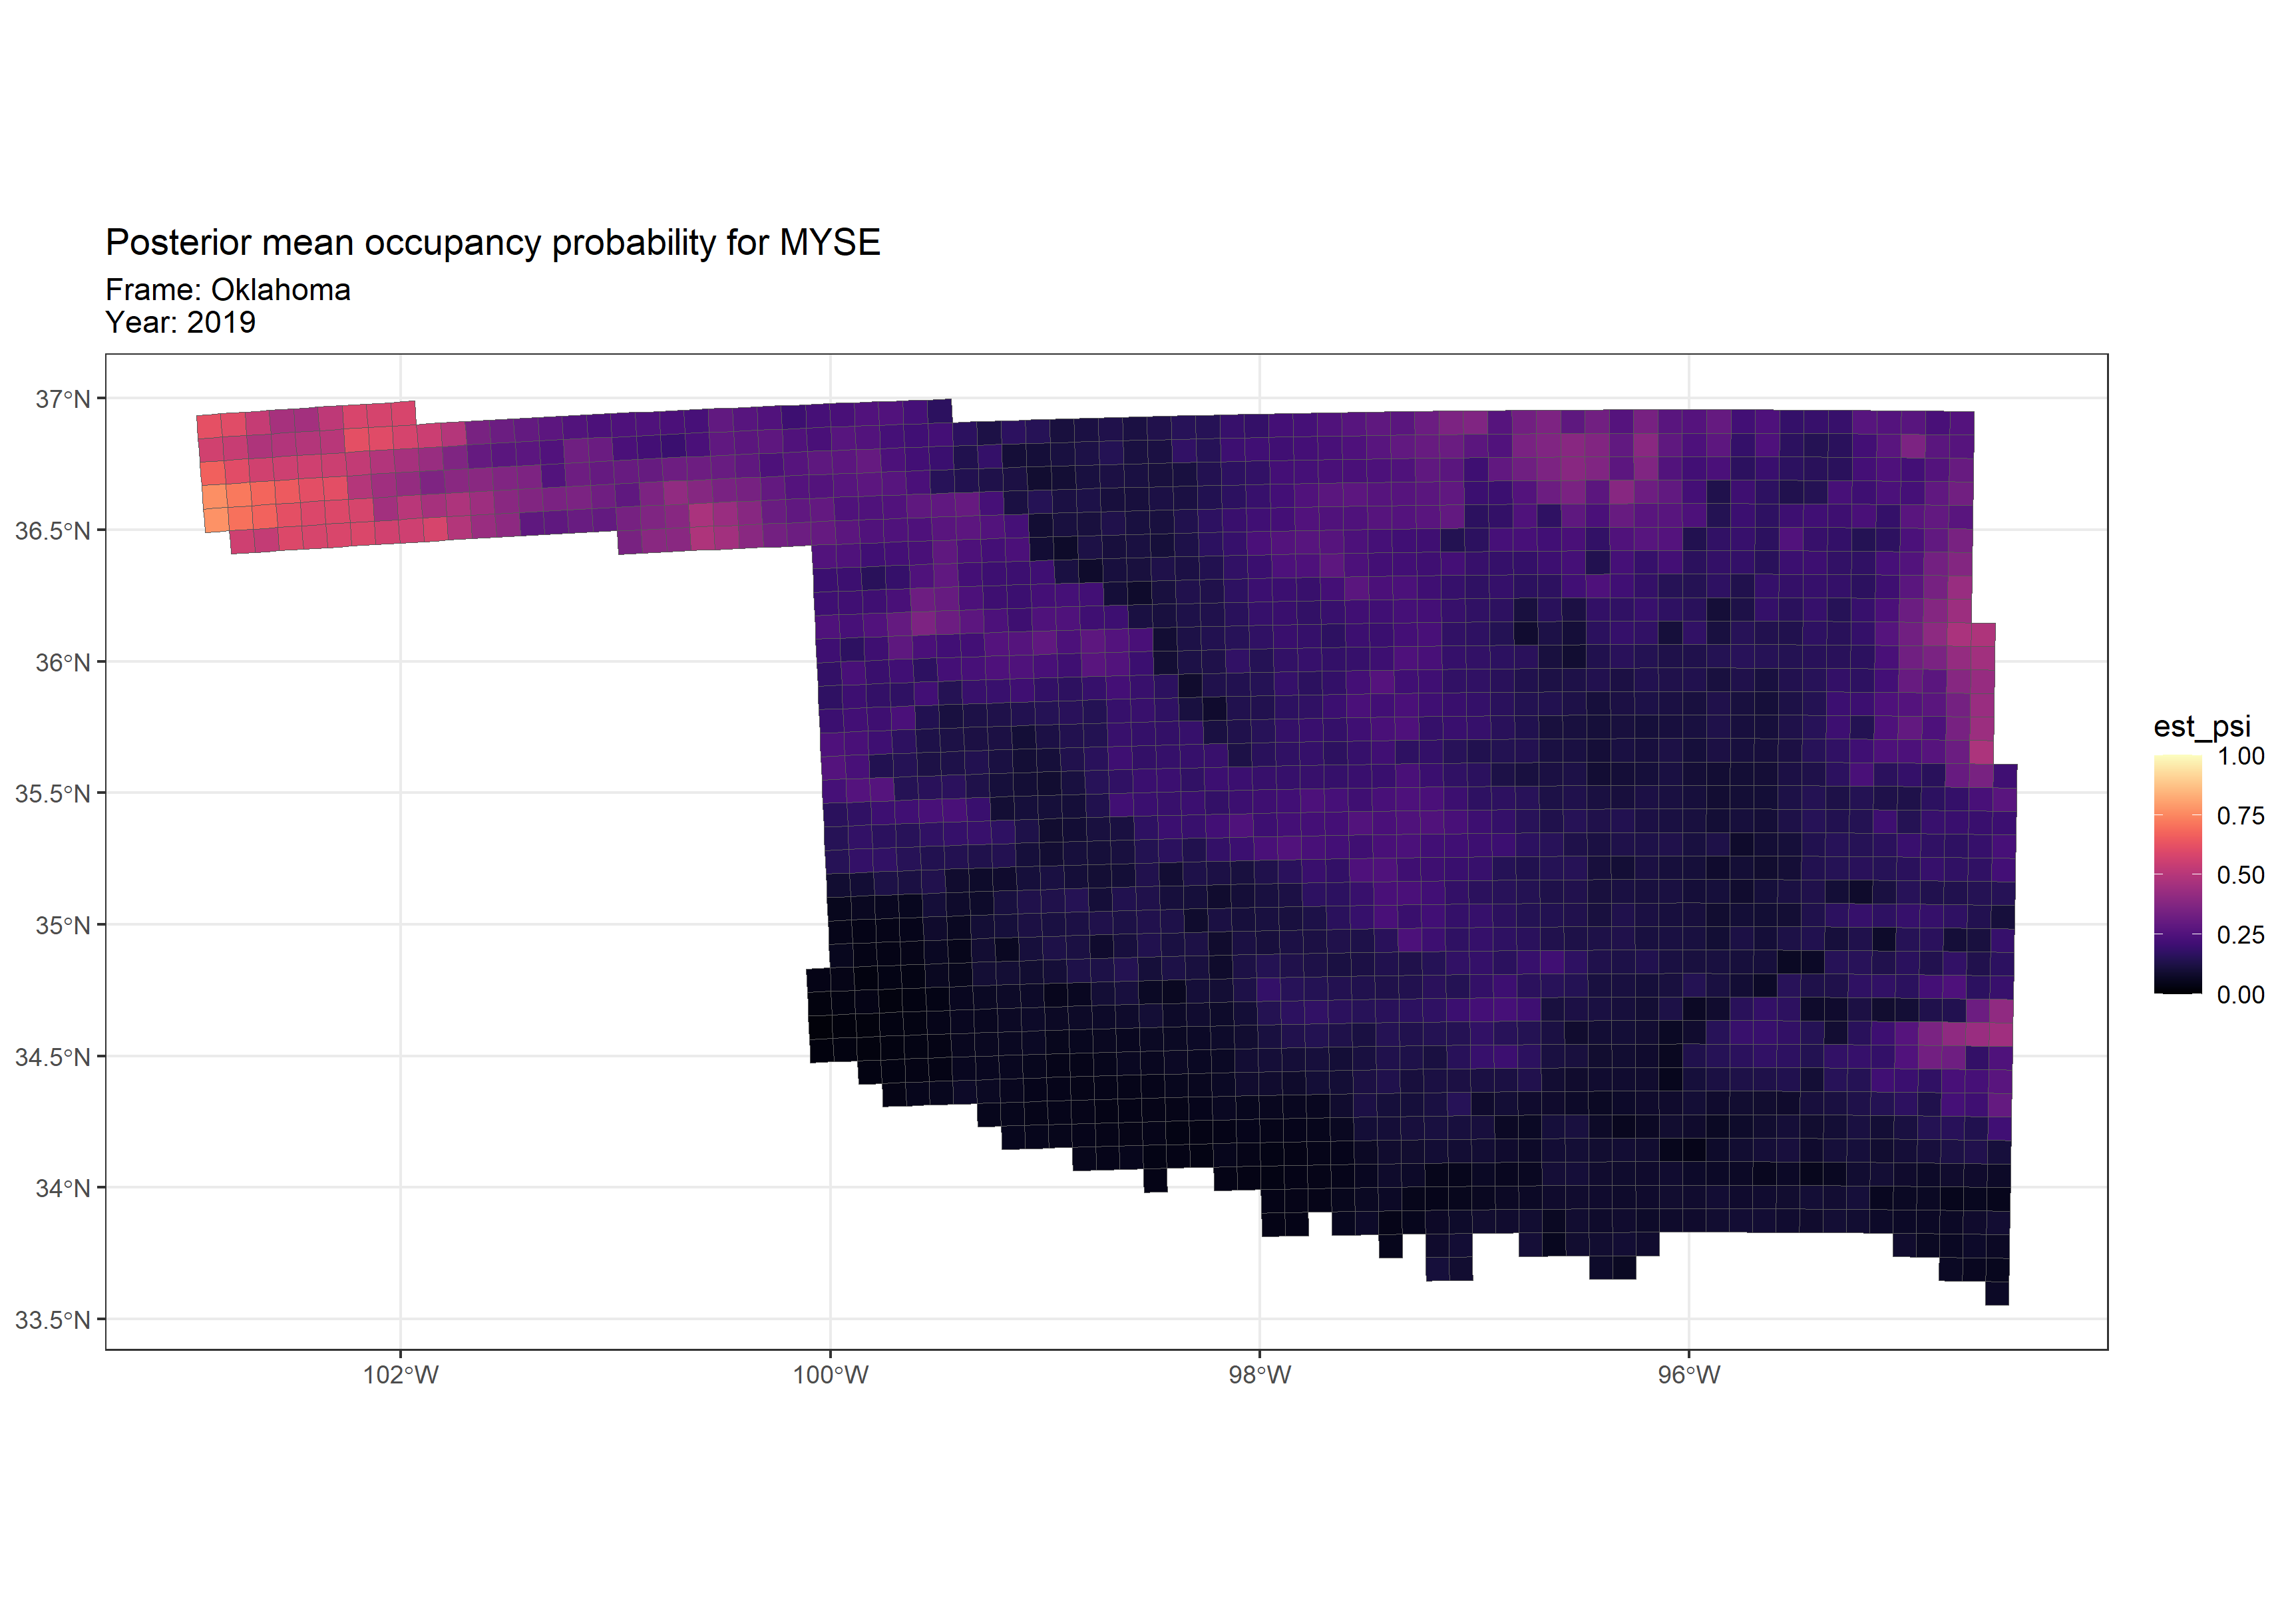 Posterior mean occupancy probability for MYSE
Frame: Oklahoma
Year: 2019
37°N
36.5°N
36°N
35.5°N
35°N
34.5°N
34°N
33.5°N
102°W
100°W
98°W
96°W
est_psi
1.00
0.75
0.50
0.25
0.00